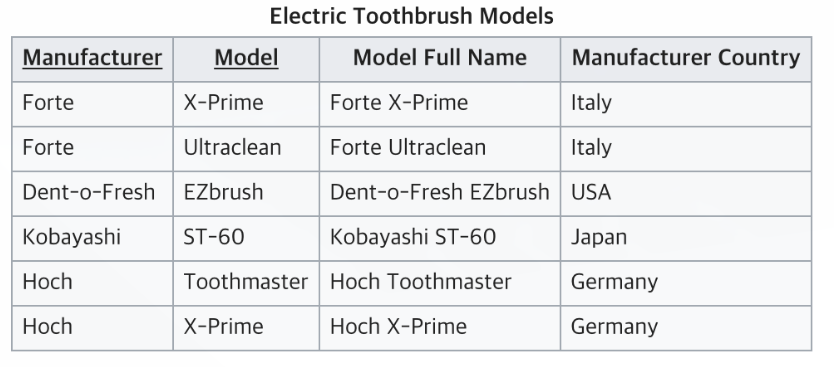 Electric Toothbrush Models
Manufacturer Model Model Full Name Manufacturer Country
Forte X-Prime Forte X-Prime Italy
Forte Ultraclean Forte Ultraclean Italy
Dent-o-Fresh EZbrush Dent-o-Fresh EZbrush USA
Kobayashi ST-60 Kobayashi ST-60 Japan
Hoch Toothmaster Hoch Toothmaster Germany
Hoch X-Prime Hoch X-Prime Germany